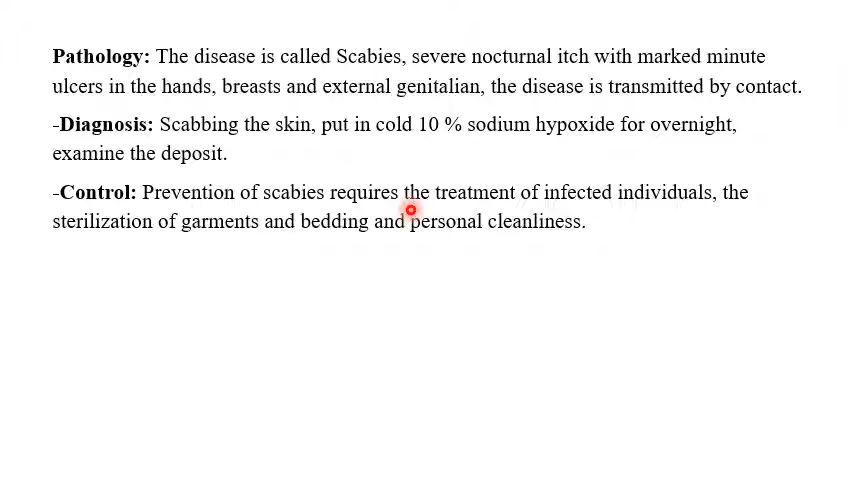 Pathology: The disease is called Scabies, severe nocturnal itch with marked minute
ulcers in the hands, breasts and external genitalian, the disease is transmitted by contact.
-Diagnosis: Scabbing the skin, put in cold 10 % sodium hypoxide for overnight,
examine the deposit.
-Control: Prevention of scabies requires the treatment of infected individuals, the
sterilization of garments and bedding and personal cleanliness.